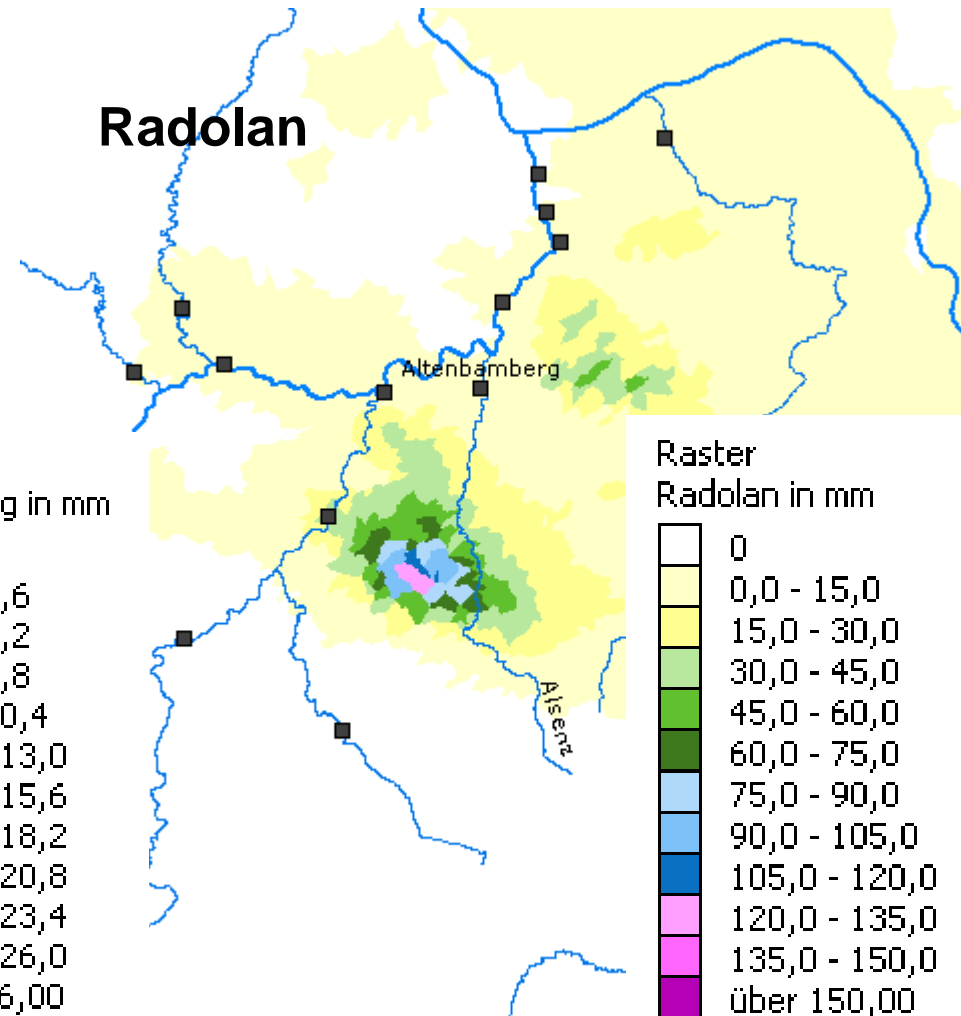 Radolan
Altenbamberg
Alsenz
g in mm
,6
,2
,8
0,4
13,0
15,6
18,2
20,8
23,4
26,0
6,00
Raster
Radolan in mm
0
0,0 - 15,0
15,0 - 30,0
30,0 - 45,0
45,0 - 60,0
60,0 - 75,0
75,0 - 90,0
90,0 - 105,0
105,0 - 120,0
120,0 - 135,0
135,0 - 150,0
über 150,00